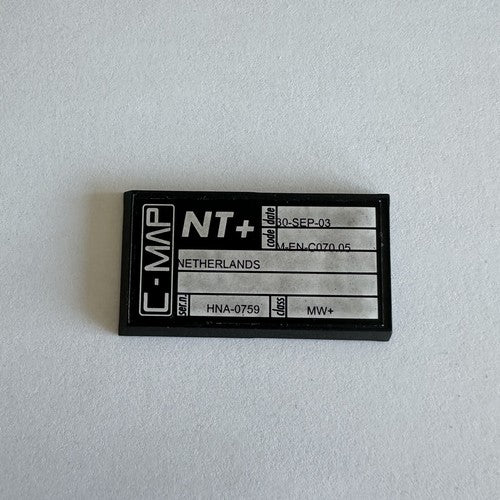 C-MAP
NT+
date 30-SEP-03
code M-EN-C070.05
NETHERLANDS
ser.n. HNA-0759 class MW+